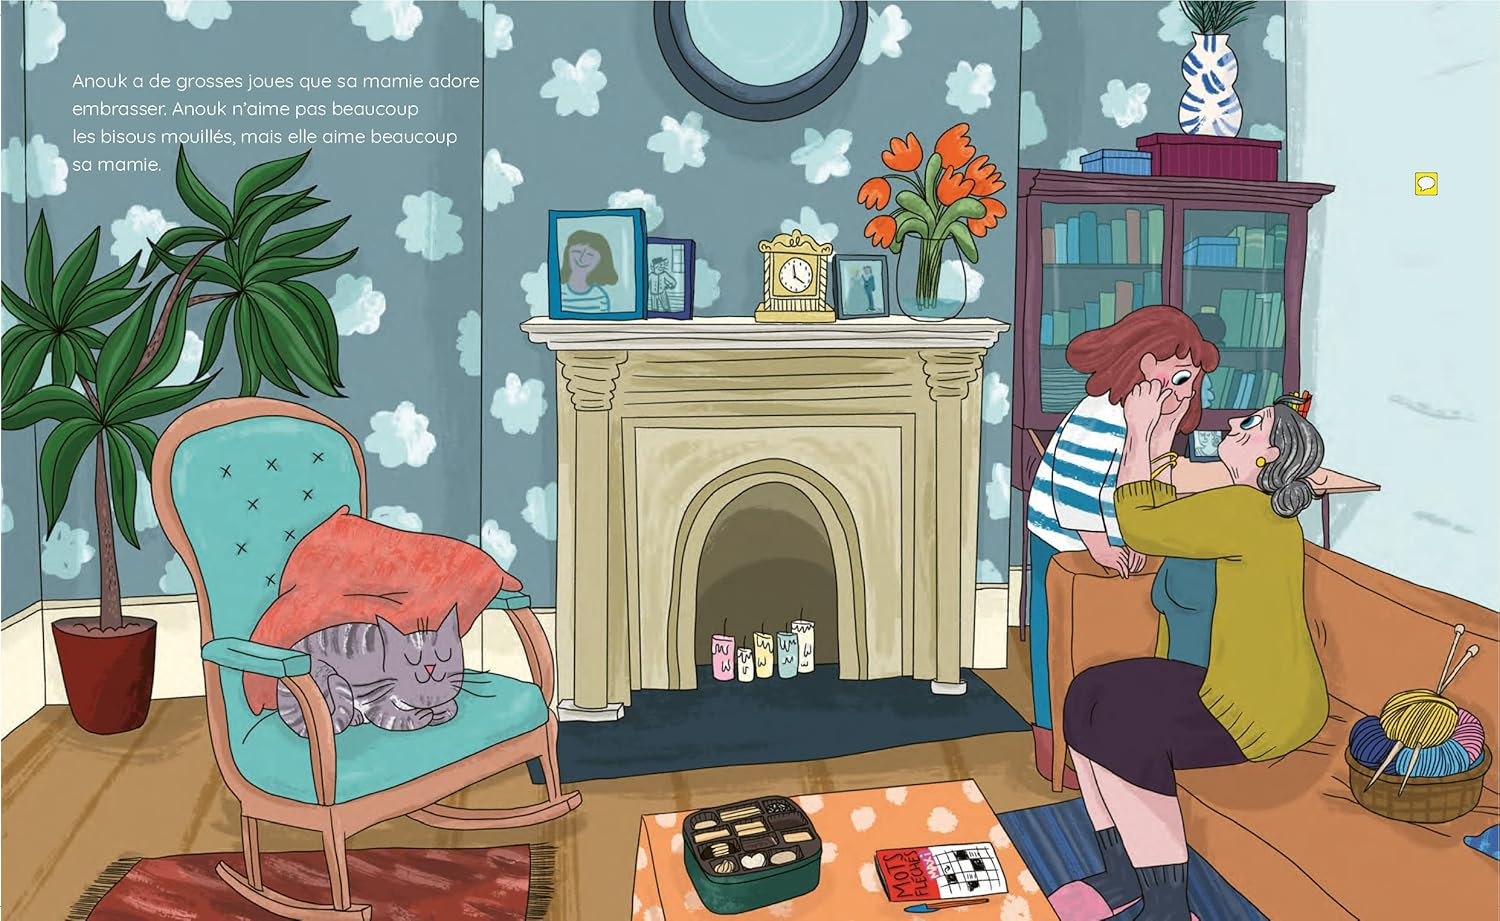 Anouk a de grosses joues que sa mamie adore
embrasser. Anouk n’aime pas beaucoup
les bisous mouillés, mais elle aime beaucoup
sa mamie.
MOTS
FLÉCHÉS
MAXI